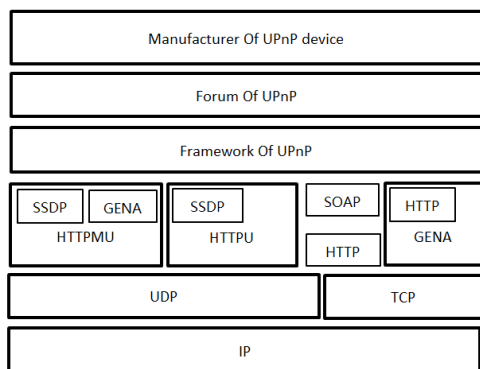 Manufacturer Of UPnP device
Forum Of UPnP
Framework Of UPnP
SSDP GENA
HTTPMU
SSDP
HTTPU
SOAP
HTTP
HTTP
GENA
UDP
TCP
IP